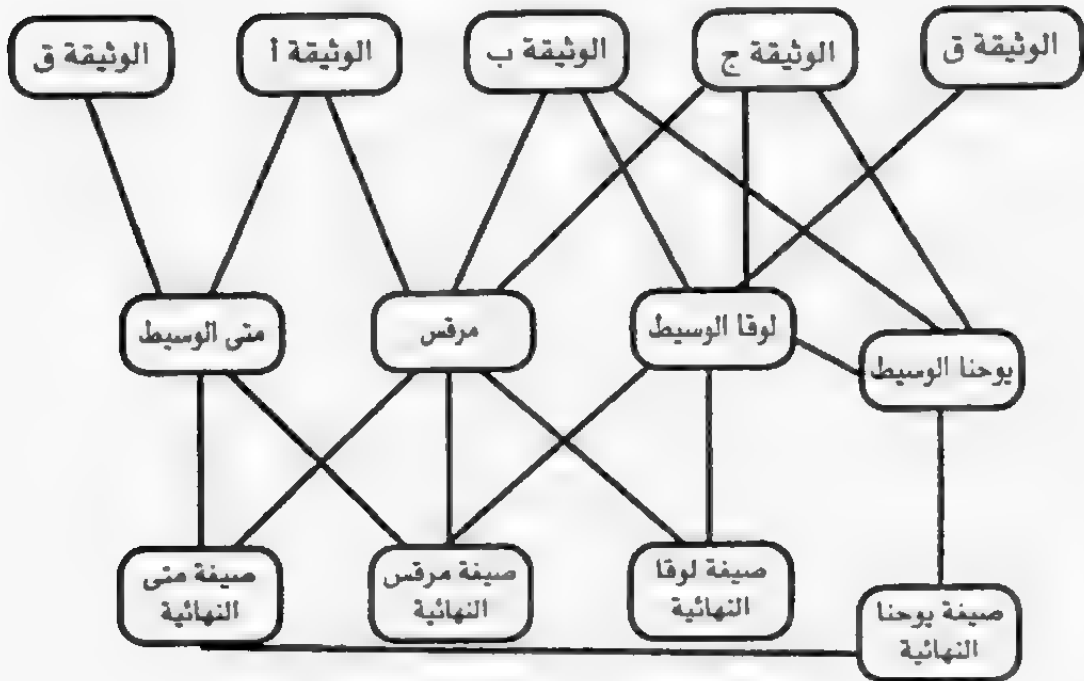 الوثيقة ق
الوثيقة ج
الوثيقة ب
الوثيقة أ
الوثيقة ق
يوحنا الوسيط
لوقا الوسيط
مرقس
متى الوسيط
صيغة يوحنا
النهائية
صيغة لوقا
النهائية
صيغة مرقس
النهائية
صيغة متى
النهائية